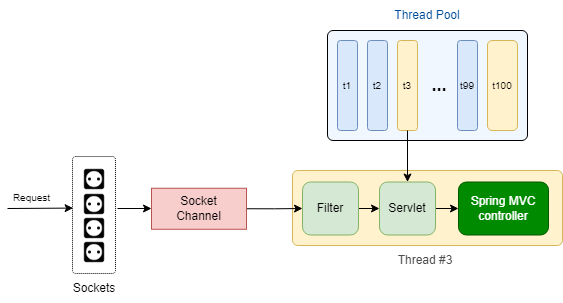 Thread Pool
t1 t2 t3 ... t99 t100
Request
Socket
Channel
Filter
Servlet
Spring MVC
controller
Sockets
Thread #3